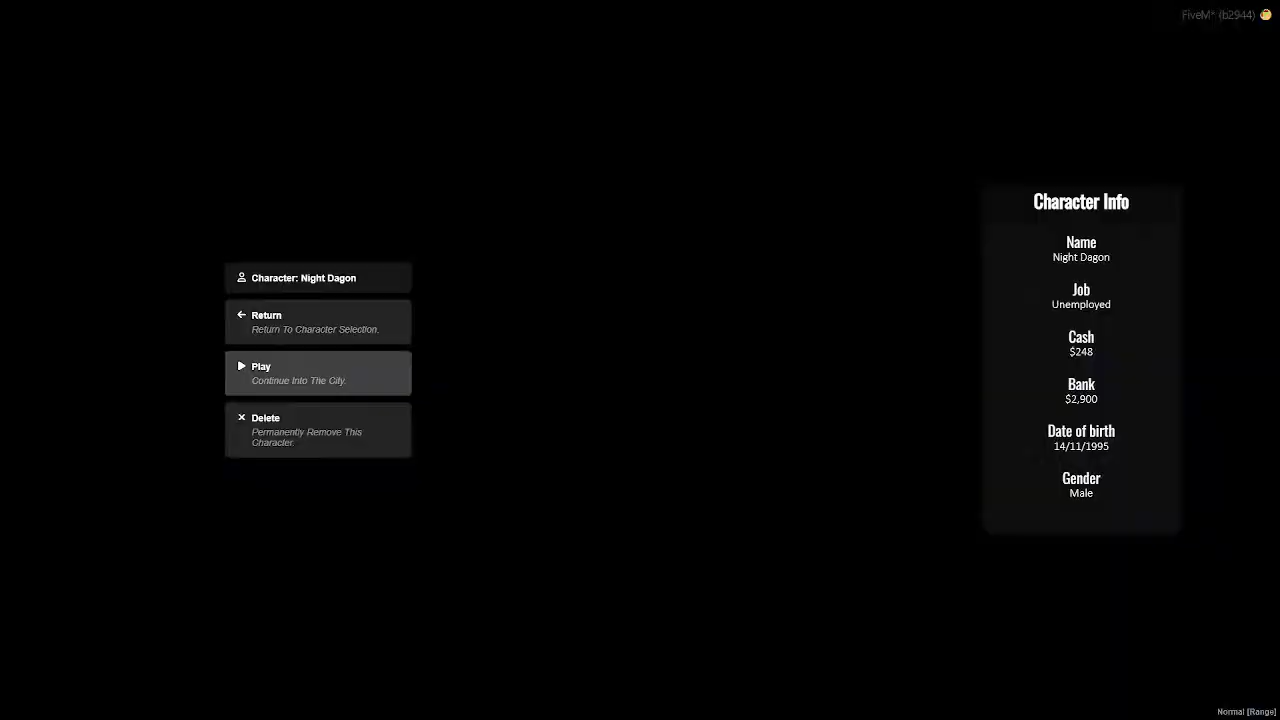 FiveM* (b2944)
Character: Night Dagon
Return
Return To Character Selection.
Play
Continue Into The City.
Delete
Permanently Remove This
Character.
Character Info
Name
Night Dagon
Job
Unemployed
Cash
$248
Bank
$2,900
Date of birth
14/11/1995
Gender
Male
Normal [Range]